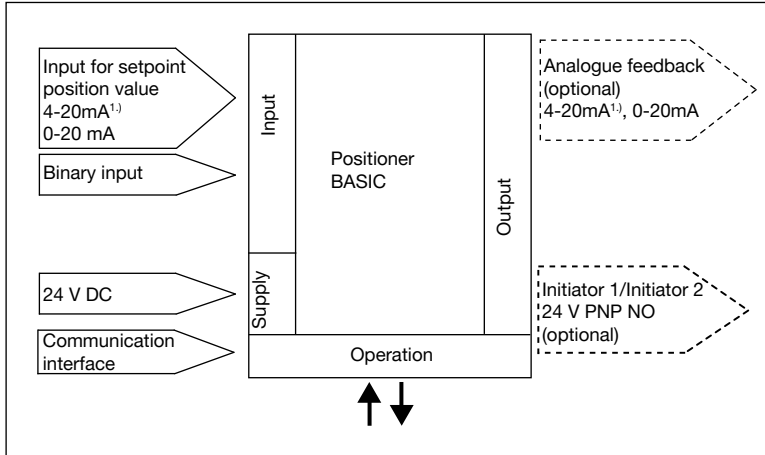 Input for setpoint
position value
4-20mA¹·⁾
0-20 mA
Binary input
24 V DC
Communication
interface
Input
Supply
Positioner
BASIC
Output
Operation
Analogue feedback
(optional)
4-20mA¹·⁾, 0-20mA
Initiator 1/Initiator 2
24 V PNP NO
(optional)